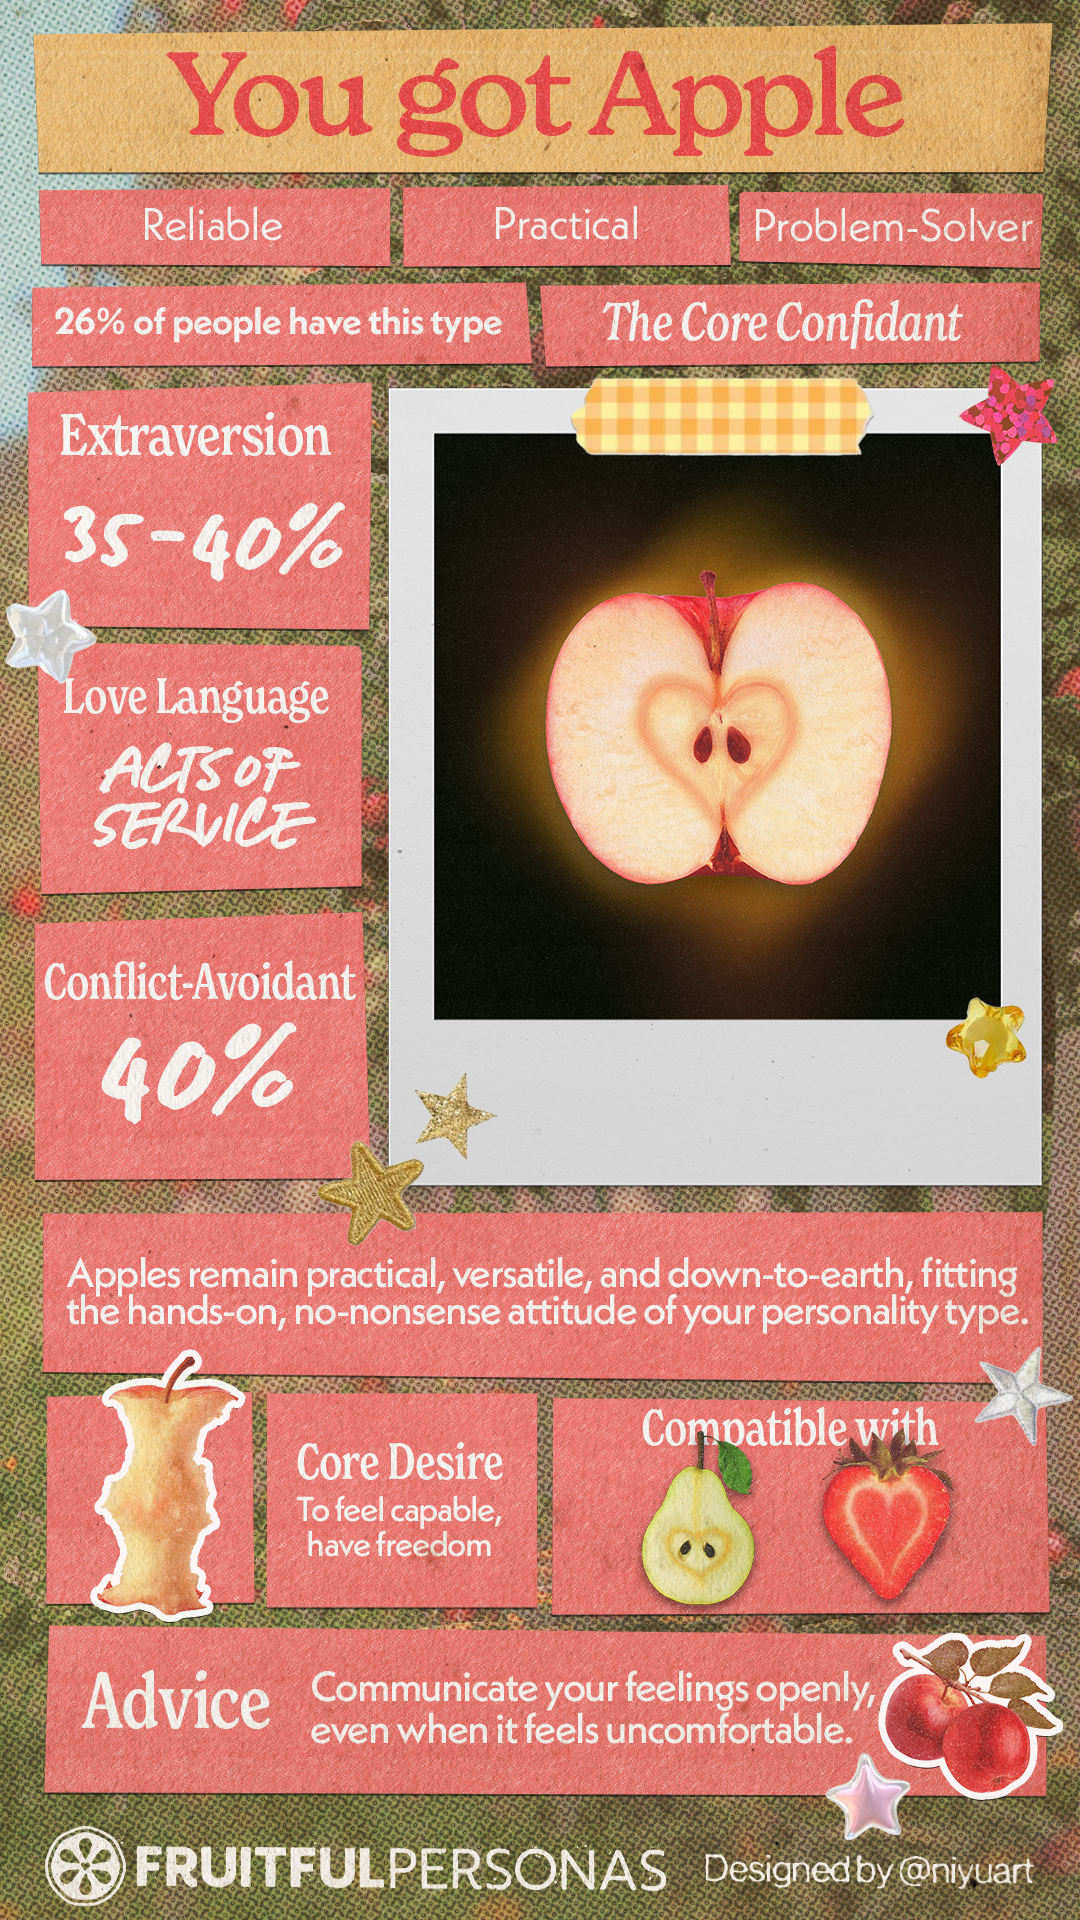 You got Apple
Reliable
Practical
Problem-Solver
26% of people have this type
The Core Confidant
Extraversion
35-40%
Love Language
ACTS OF
SERVICE
Conflict-Avoidant
40%
Apples remain practical, versatile, and down-to-earth, fitting
the hands-on, no-nonsense attitude of your personality type.
Core Desire
To feel capable,
have freedom
Compatible with
Advice
Communicate your feelings openly,
even when it feels uncomfortable.
FRUITFULPERSONAS
Designed by @niyuart